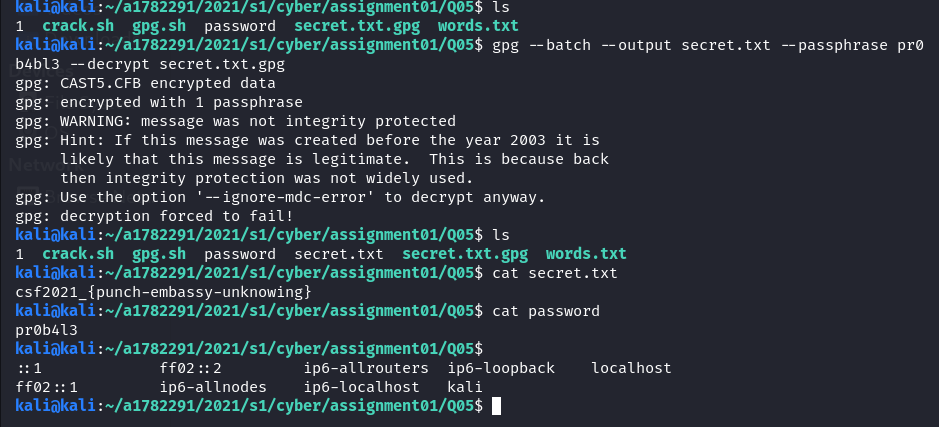 kali@kali:~/a1782291/2021/s1/cyber/assignment01/Q05$ ls
1  crack.sh  gpg.sh  password  secret.txt.gpg  words.txt
kali@kali:~/a1782291/2021/s1/cyber/assignment01/Q05$ gpg --batch --output secret.txt --passphrase pr0
b4bl3 --decrypt secret.txt.gpg
gpg: CAST5.CFB encrypted data
gpg: encrypted with 1 passphrase
gpg: WARNING: message was not integrity protected
gpg: Hint: If this message was created before the year 2003 it is
     likely that this message is legitimate.  This is because back
     then integrity protection was not widely used.
gpg: Use the option '--ignore-mdc-error' to decrypt anyway.
gpg: decryption forced to fail!
kali@kali:~/a1782291/2021/s1/cyber/assignment01/Q05$ ls
1  crack.sh  gpg.sh  password  secret.txt  secret.txt.gpg  words.txt
kali@kali:~/a1782291/2021/s1/cyber/assignment01/Q05$ cat secret.txt
csf2021_{punch-embassy-unknowing}
kali@kali:~/a1782291/2021/s1/cyber/assignment01/Q05$ cat password
pr0b4l3
kali@kali:~/a1782291/2021/s1/cyber/assignment01/Q05$
::1             ff02::2         ip6-allrouters  ip6-loopback    localhost
ff02::1         ip6-allnodes    ip6-localhost   kali
kali@kali:~/a1782291/2021/s1/cyber/assignment01/Q05$